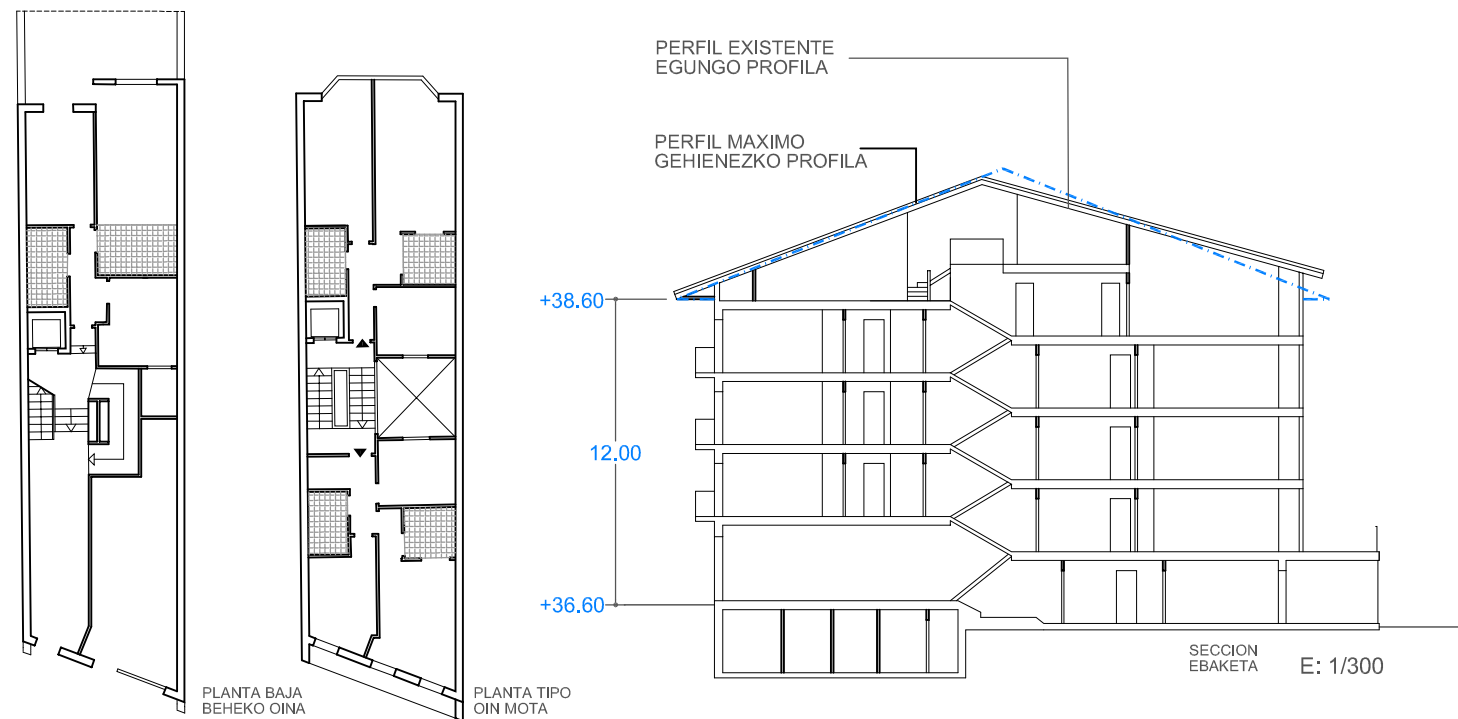 PERFIL EXISTENTE
EGUNGO PROFILA
PERFIL MAXIMO
GEHIENEZKO PROFILA
+38.60
12.00
+36.60
SECCION
EBAKETA
E: 1/300
PLANTA BAJA
BEHEKO OINA
PLANTA TIPO
OIN MOTA